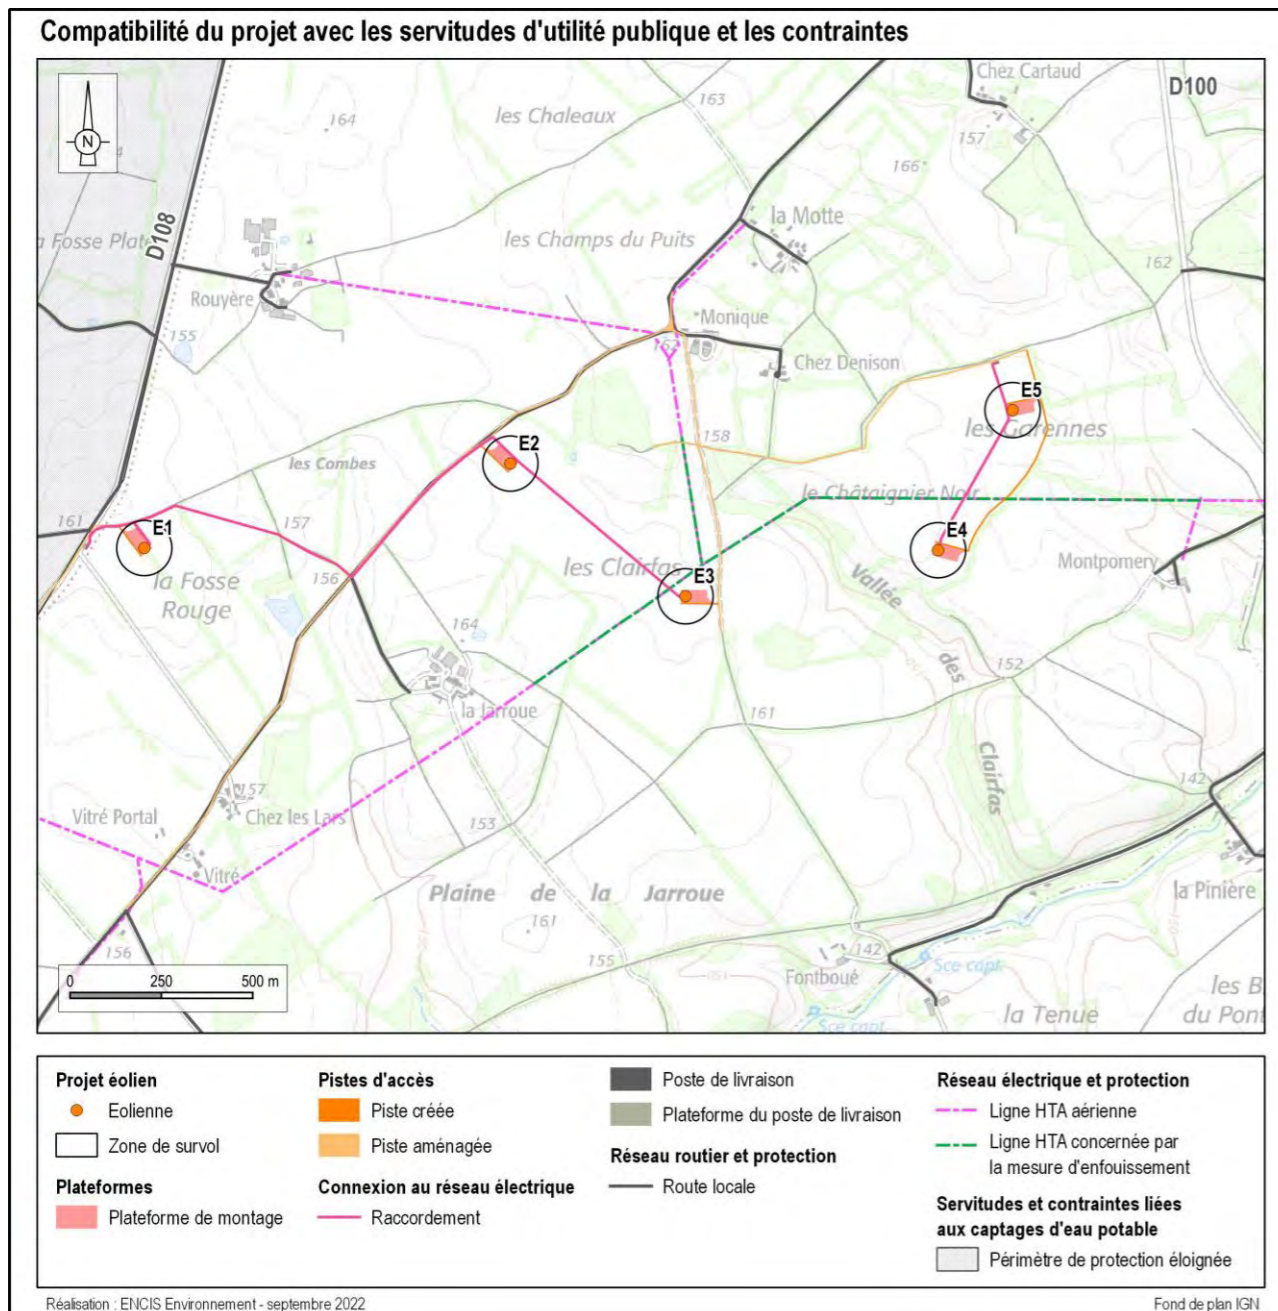 Compatibilité du projet avec les servitudes d'utilité publique et les contraintes
N
4
164
les Chaleaux
163
Chez Cartaud
D100
157
166
D108
a Fosse Plate
la Motte
les Champs du Puits
162
Rouyère
155
Monique
162
Chez Denison
E5
les Garennes
158
E2
les Combes
le Châtaignier Noir
161
E1
157
E4
la Fosse
Rouge
156
les Clairfas
E3
Montpomery
Vallée
des
Clairfas
164
152
la Jarroue
161
142
157
Vitré Portal
Chez les Lars
153
Vitré
Plaine de la Jarroue
la Pinière
161
156
155
142
Fontboué
Sce capt.
Sce capt.
la Tenue
les B
du Pont
0 250 500 m
Projet éolien
Eolienne
Zone de survol
Plateformes
Plateforme de montage
Pistes d'accès
Piste créée
Piste aménagée
Connexion au réseau électrique
Raccordement
Poste de livraison
Plateforme du poste de livraison
Réseau routier et protection
Route locale
Réseau électrique et protection
Ligne HTA aérienne
Ligne HTA concernée par
la mesure d'enfouissement
Servitudes et contraintes liées
aux captages d'eau potable
Périmètre de protection éloignée
Réalisation : ENCIS Environnement - septembre 2022
Fond de plan IGN